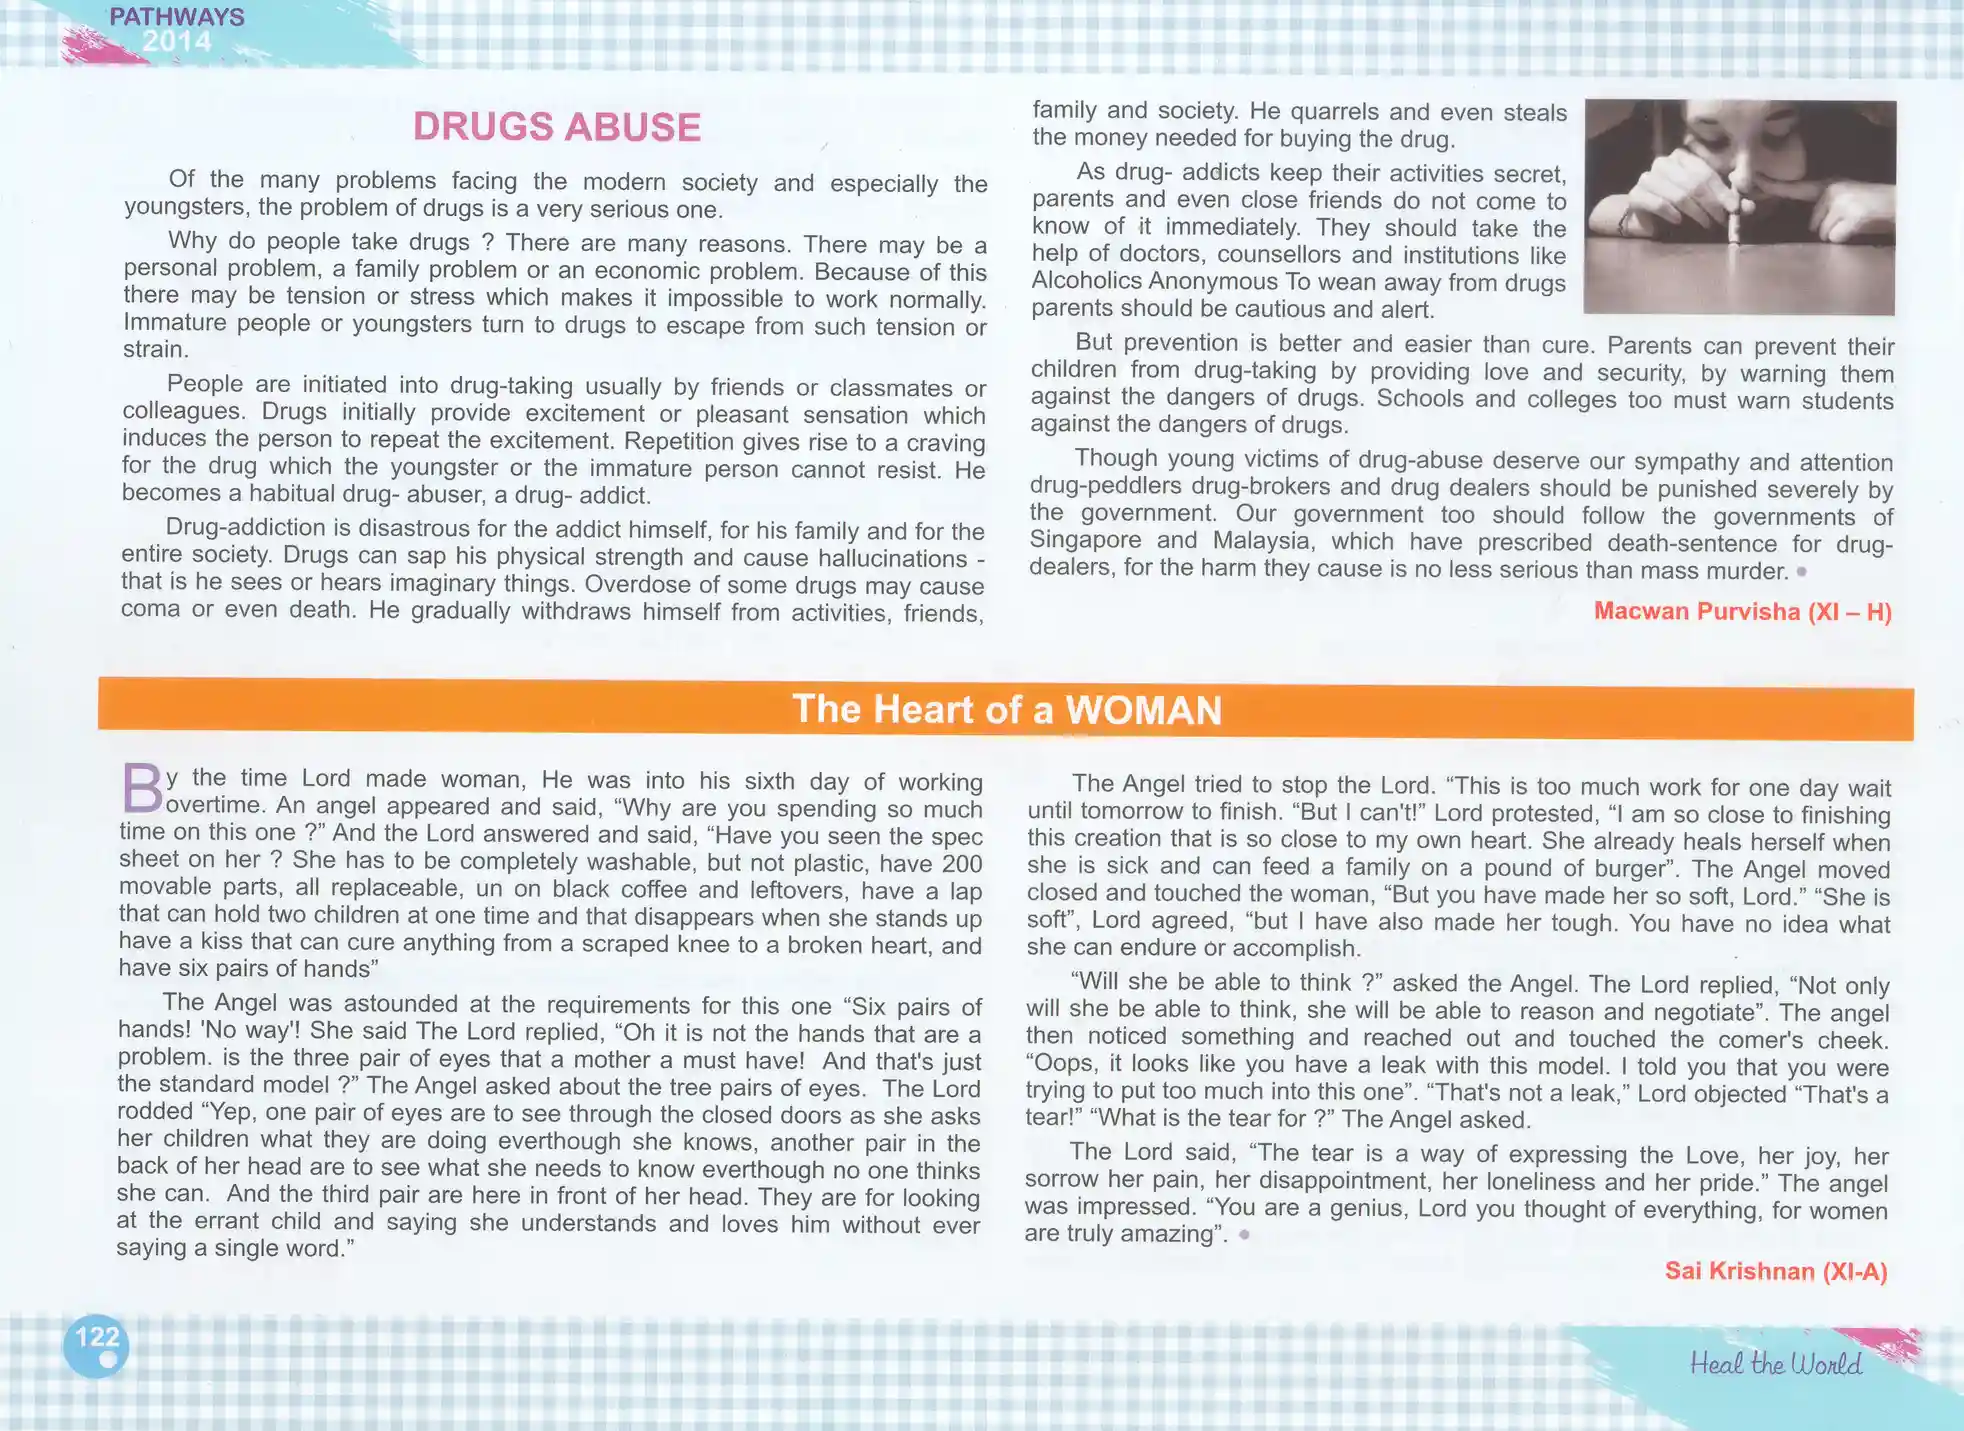 PATHWAYS
2014
DRUGS ABUSE
Of the many problems facing the modern society and especially the
youngsters, the problem of drugs is a very serious one.
Why do people take drugs ? There are many reasons. There may be a
personal problem, a family problem or an economic problem. Because of this
there may be tension or stress which makes it impossible to work normally.
Immature people or youngsters turn to drugs to escape from such tension or
strain.
People are initiated into drug-taking usually by friends or classmates or
colleagues. Drugs initially provide excitement or pleasant sensation which
induces the person to repeat the excitement. Repetition gives rise to a craving
for the drug which the youngster or the immature person cannot resist. He
becomes a habitual drug- abuser, a drug- addict.
Drug-addiction is disastrous for the addict himself, for his family and for the
entire society. Drugs can sap his physical strength and cause hallucinations -
that is he sees or hears imaginary things. Overdose of some drugs may cause
coma or even death. He gradually withdraws himself from activities, friends,
family and society. He quarrels and even steals
the money needed for buying the drug.
As drug- addicts keep their activities secret,
parents and even close friends do not come to
know of it immediately. They should take the
help of doctors, counsellors and institutions like
Alcoholics Anonymous To wean away from drugs
parents should be cautious and alert.
But prevention is better and easier than cure. Parents can prevent their
children from drug-taking by providing love and security, by warning them
against the dangers of drugs. Schools and colleges too must warn students
against the dangers of drugs.
Though young victims of drug-abuse deserve our sympathy and attention
drug-peddlers drug-brokers and drug dealers should be punished severely by
the government. Our government too should follow the governments of
Singapore and Malaysia, which have prescribed death-sentence for drug-
dealers, for the harm they cause is no less serious than mass murder. •
Macwan Purvisha (XI – H)
The Heart of a WOMAN
By the time Lord made woman, He was into his sixth day of working
overtime. An angel appeared and said, “Why are you spending so much
time on this one ?” And the Lord answered and said, “Have you seen the spec
sheet on her ? She has to be completely washable, but not plastic, have 200
movable parts, all replaceable, un on black coffee and leftovers, have a lap
that can hold two children at one time and that disappears when she stands up
have a kiss that can cure anything from a scraped knee to a broken heart, and
have six pairs of hands”
The Angel was astounded at the requirements for this one “Six pairs of
hands! 'No way'! She said The Lord replied, “Oh it is not the hands that are a
problem. is the three pair of eyes that a mother a must have! And that's just
the standard model ?” The Angel asked about the tree pairs of eyes. The Lord
rodded “Yep, one pair of eyes are to see through the closed doors as she asks
her children what they are doing everthough she knows, another pair in the
back of her head are to see what she needs to know everthough no one thinks
she can. And the third pair are here in front of her head. They are for looking
at the errant child and saying she understands and loves him without ever
saying a single word.”
The Angel tried to stop the Lord. “This is too much work for one day wait
until tomorrow to finish. “But I can't!” Lord protested, “I am so close to finishing
this creation that is so close to my own heart. She already heals herself when
she is sick and can feed a family on a pound of burger”. The Angel moved
closed and touched the woman, “But you have made her so soft, Lord.” “She is
soft”, Lord agreed, “but I have also made her tough. You have no idea what
she can endure or accomplish.
“Will she be able to think ?” asked the Angel. The Lord replied, “Not only
will she be able to think, she will be able to reason and negotiate”. The angel
then noticed something and reached out and touched the comer's cheek.
“Oops, it looks like you have a leak with this model. I told you that you were
trying to put too much into this one”. “That's not a leak,” Lord objected “That's a
tear!” “What is the tear for ?” The Angel asked.
The Lord said, “The tear is a way of expressing the Love, her joy, her
sorrow her pain, her disappointment, her loneliness and her pride.” The angel
was impressed. “You are a genius, Lord you thought of everything, for women
are truly amazing”. •
Sai Krishnan (XI-A)
122
Heal the World